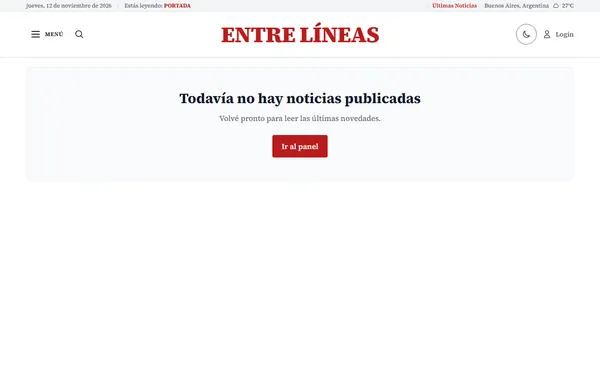 jueves, 12 de noviembre de 2026 Estás leyendo: PORTADA Últimas Noticias Buenos Aires, Argentina 27°C
MENÚ ENTRE LÍNEAS Login
Todavía no hay noticias publicadas
Volvé pronto para leer las últimas novedades.
Ir al panel